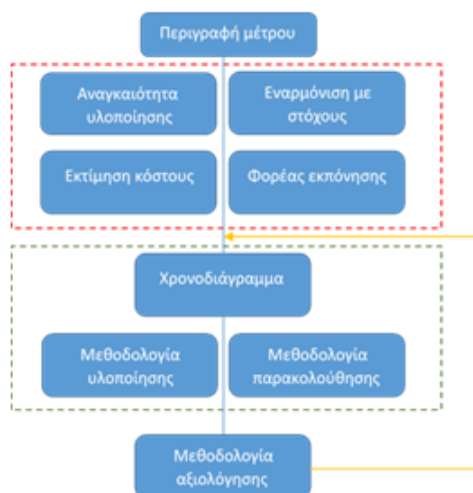 Περιγραφή μέτρου
Αναγκαιότητα
υλοποίησης
Εναρμόνιση με
στόχους
Εκτίμηση κόστους
Φορέας εκπόνησης
Χρονοδιάγραμμα
Μεθοδολογία
υλοποίησης
Μεθοδολογία
παρακολούθησης
Μεθοδολογία
αξιολόγησης